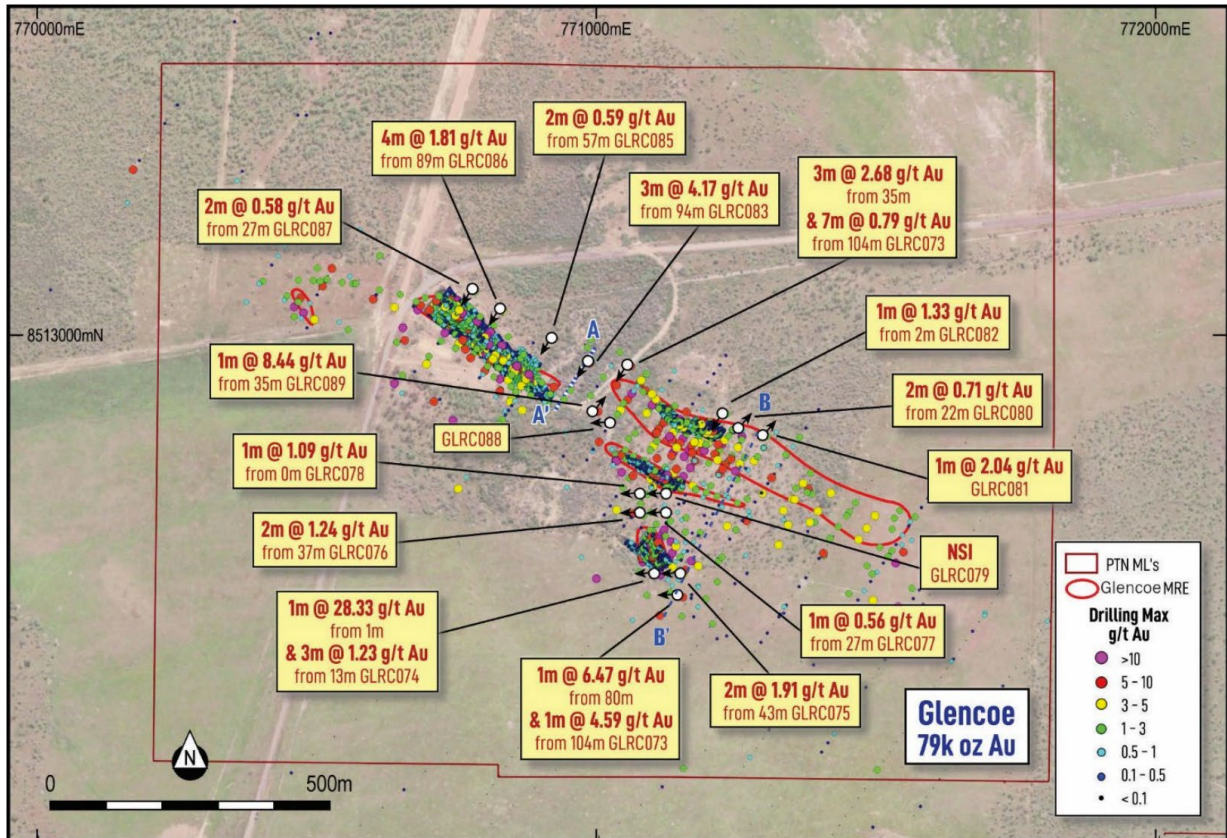 770000mE
771000mE
772000mE
8513000mN
2m @ 0.59 g/t Au
from 57m GLRC085
4m @ 1.81 g/t Au
from 89m GLRC086
3m @ 4.17 g/t Au
from 94m GLRC083
3m @ 2.68 g/t Au
from 35m
& 7m @ 0.79 g/t Au
from 104m GLRC073
2m @ 0.58 g/t Au
from 27m GLRC087
1m @ 1.33 g/t Au
from 2m GLRC082
A
1m @ 8.44 g/t Au
from 35m GLRC089
2m @ 0.71 g/t Au
from 22m GLRC080
B
A'
GLRC088
1m @ 1.09 g/t Au
from 0m GLRC078
1m @ 2.04 g/t Au
GLRC081
2m @ 1.24 g/t Au
from 37m GLRC076
NSI
GLRC079
1m @ 28.33 g/t Au
from 1m
& 3m @ 1.23 g/t Au
from 13m GLRC074
B'
1m @ 0.56 g/t Au
from 27m GLRC077
1m @ 6.47 g/t Au
from 80m
& 1m @ 4.59 g/t Au
from 104m GLRC073
2m @ 1.91 g/t Au
from 43m GLRC075
Glencoe
79k oz Au
PTN ML's
Glencoe MRE
Drilling Max
g/t Au
>10
5 - 10
3 - 5
1 - 3
0.5 - 1
0.1 - 0.5
< 0.1
N
0
500m